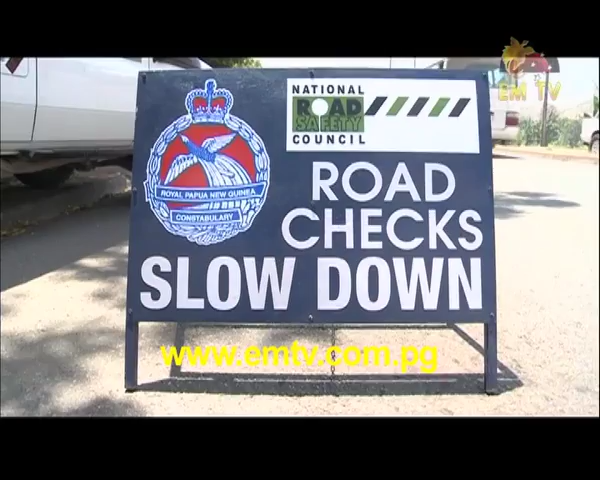 EM TV
NATIONAL
ROAD
SAFETY
COUNCIL
ROYAL PAPUA NEW GUINEA
CONSTABULARY
ROAD
CHECKS
SLOW DOWN
www.emtv.com.pg